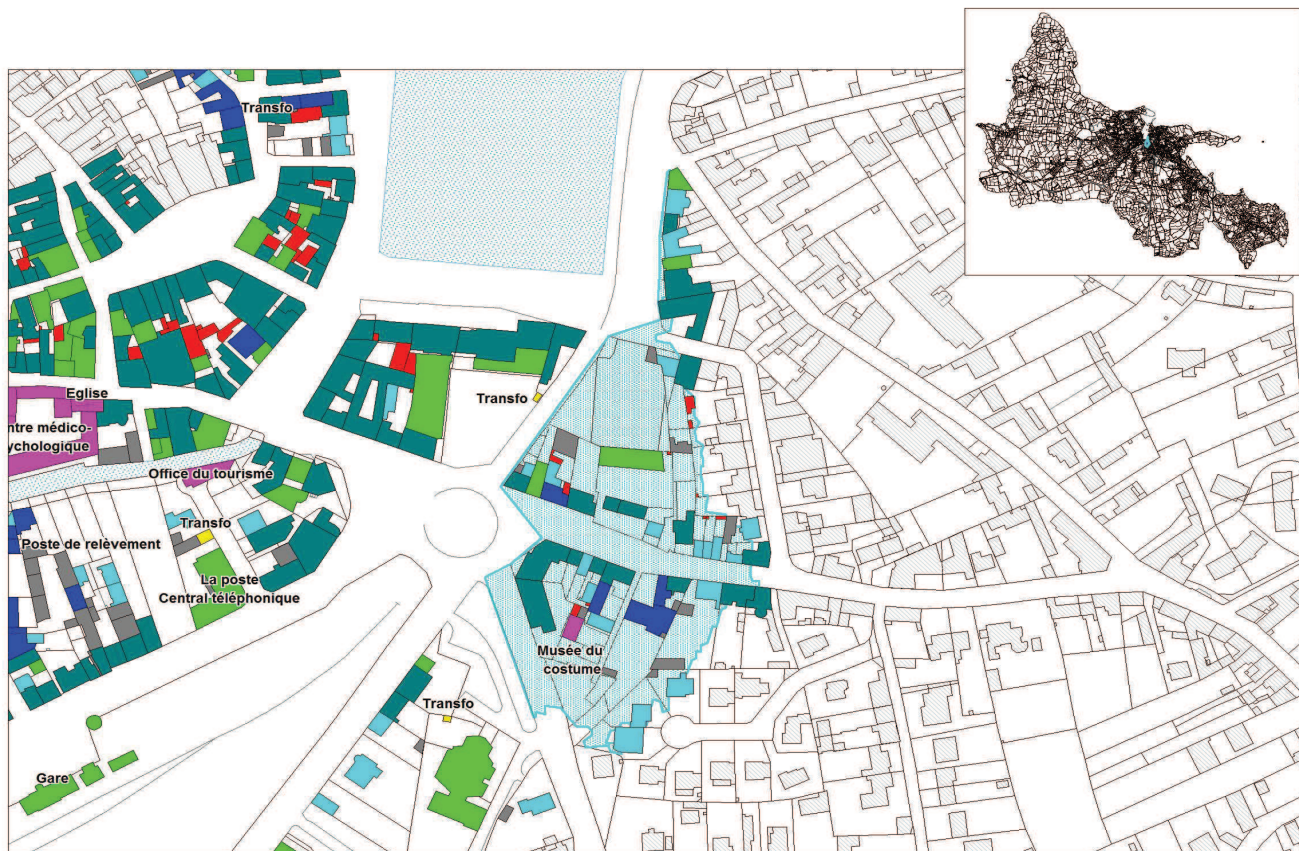 Transfo
Eglise
ntre médico-
ychologique
Transfo
Office du tourisme
Transfo
Poste de relèvement
La poste
Central téléphonique
Musée du
costume
Transfo
Gare